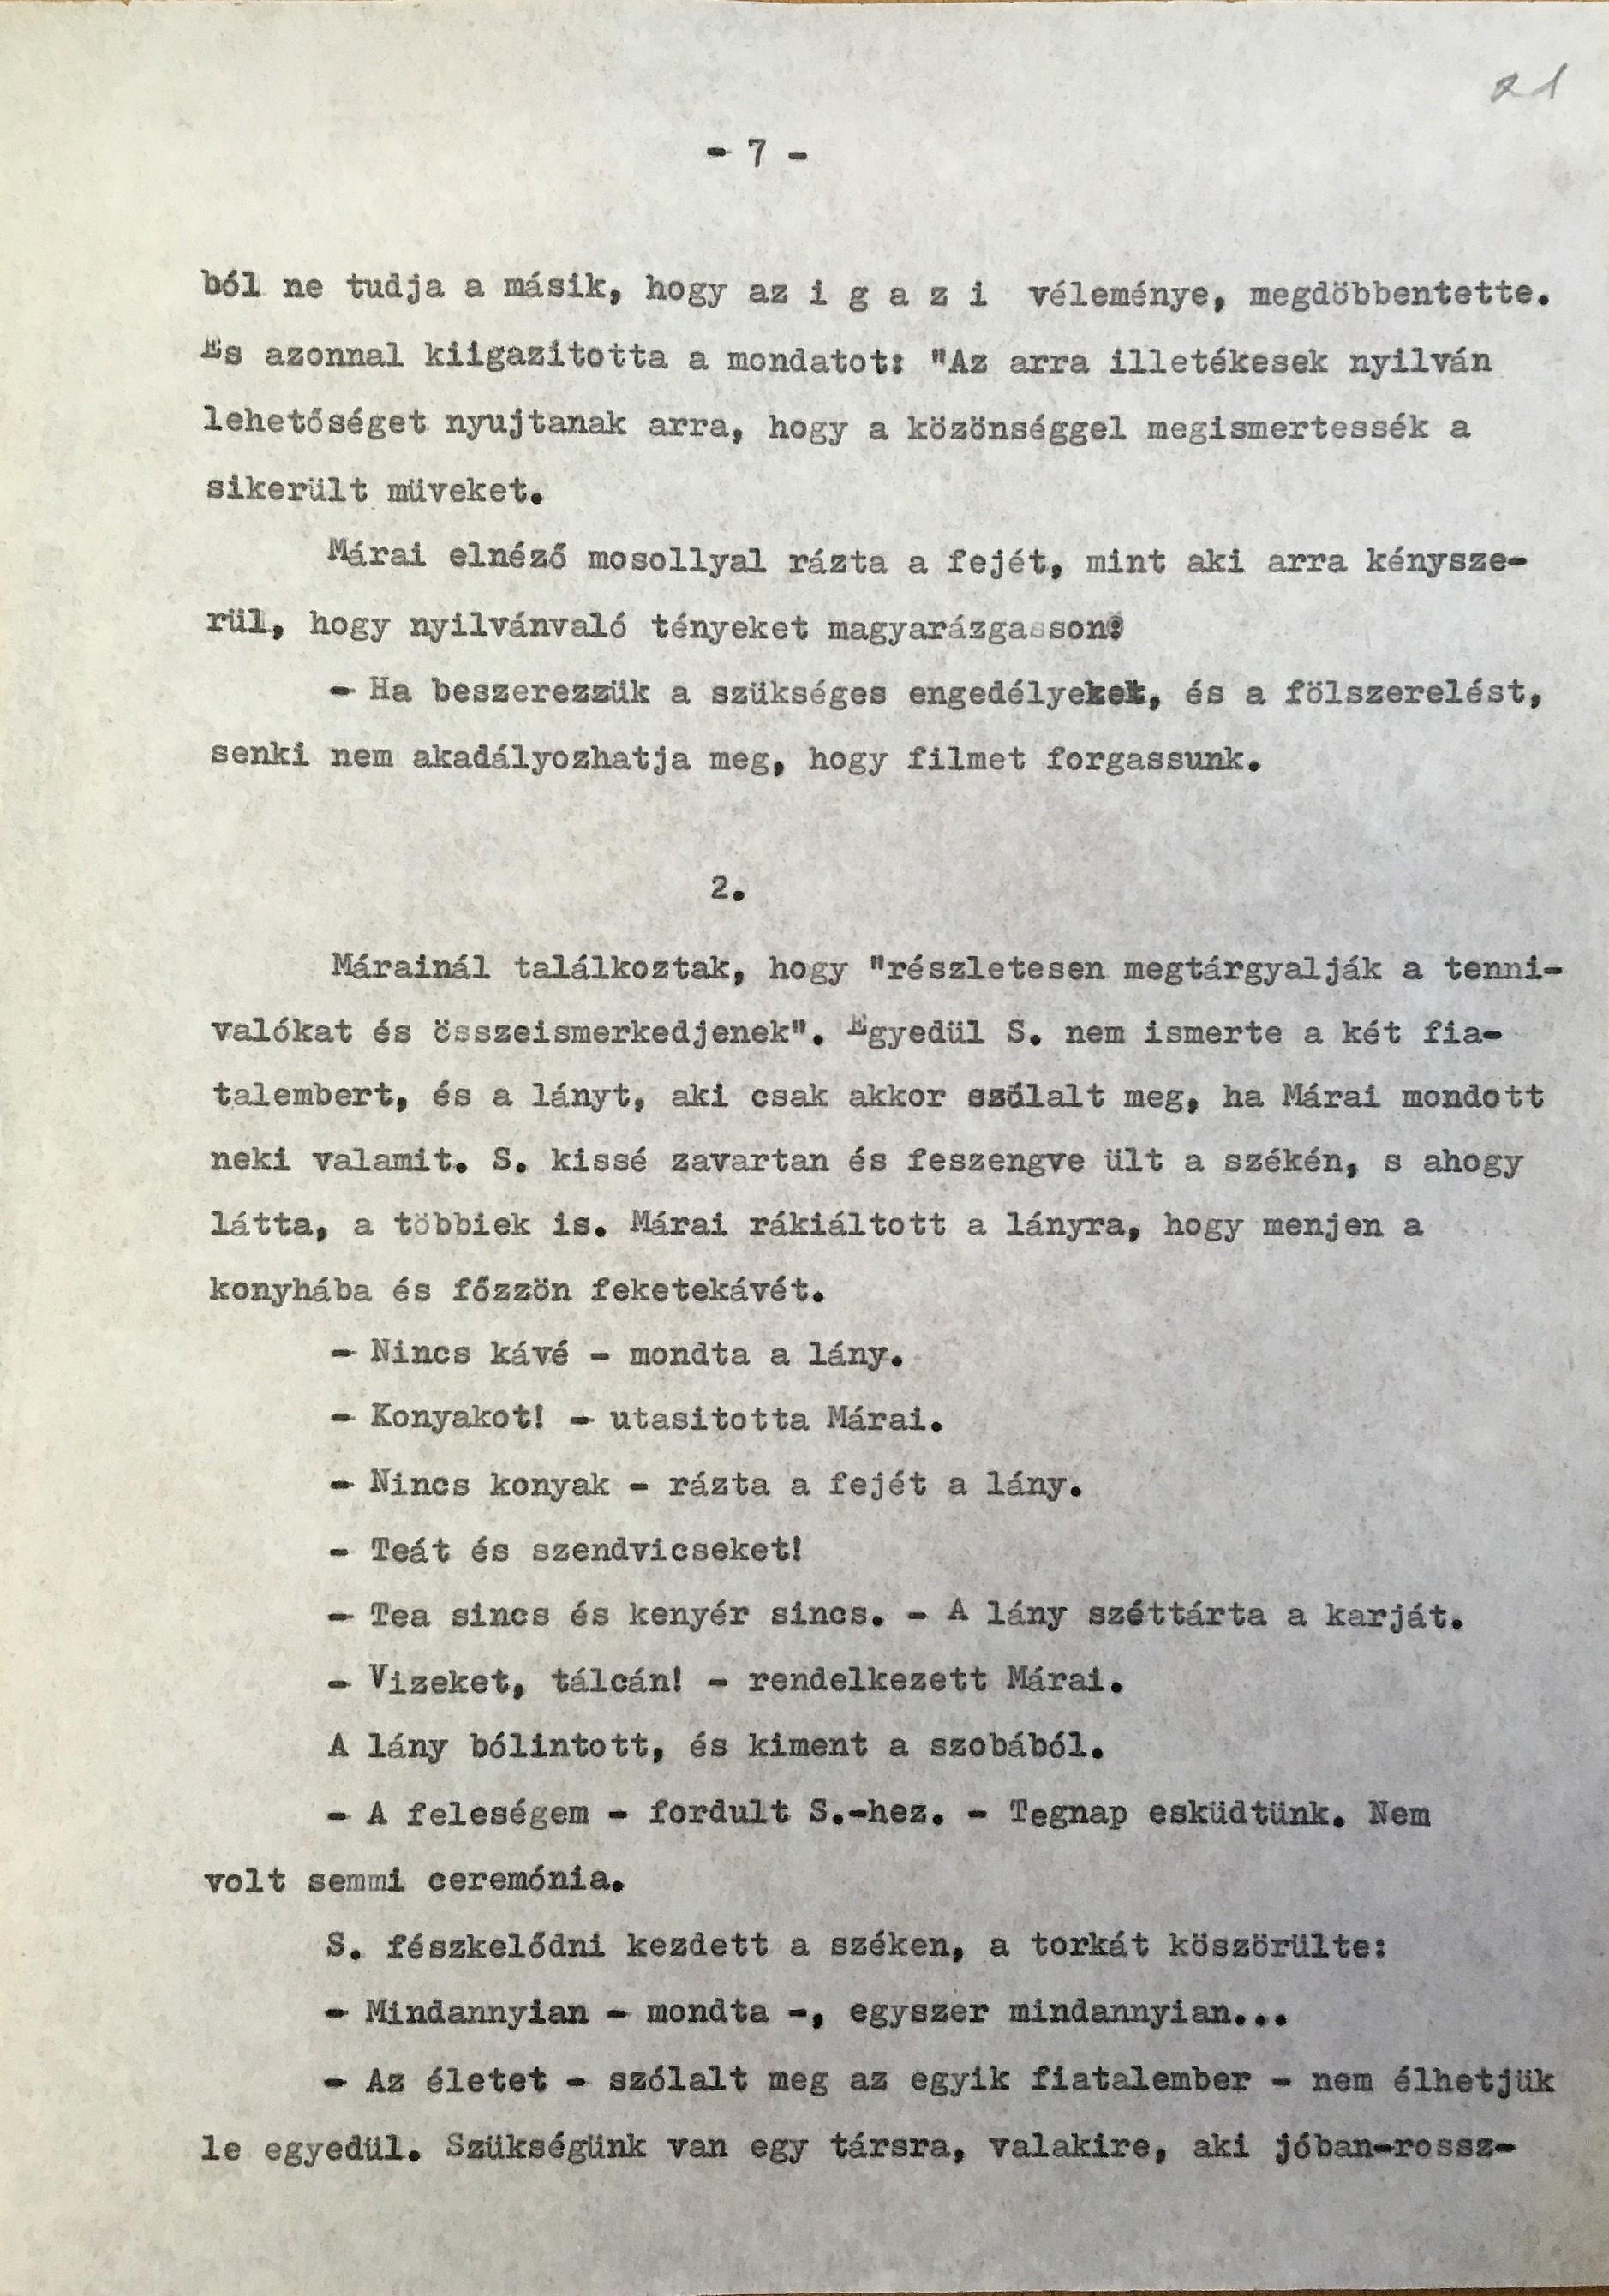 21
- 7 -
ból ne tudja a másik, hogy az i g a z i véleménye, megdöbbentette.
És azonnal kiigazitotta a mondatot: "Az arra illetékesek nyilván
lehetőséget nyujtanak arra, hogy a közönséggel megismertessék a
sikerült müveket.
Márai elnéző mosollyal rázta a fejét, mint aki arra kénysze-
rül, hogy nyilvánvaló tényeket magyarázgasson:
- Ha beszerezzük a szükséges engedélyeket, és a fölszerelést,
senki nem akadályozhatja meg, hogy filmet forgassunk.
2.
Márainál találkoztak, hogy "részletesen megtárgyalják a tenni-
valókat és összeismerkedjenek". Egyedül S. nem ismerte a két fia-
talembert, és a lányt, aki csak akkor szólalt meg, ha Márai mondott
neki valamit. S. kissé zavartan és feszengve ült a székén, s ahogy
látta, a többiek is. Márai rákiáltott a lányra, hogy menjen a
konyhába és főzzön feketekávét.
- Nincs kávé - mondta a lány.
- Konyakot! - utasitotta Márai.
- Nincs konyak - rázta a fejét a lány.
- Teát és szendvicseket!
- Tea sincs és kenyér sincs. - A lány széttárta a karját.
- Vizeket, tálcán! - rendelkezett Márai.
A lány bólintott, és kiment a szobából.
- A feleségem - fordult S.-hez. - Tegnap esküdtünk. Nem
volt semmi ceremónia.
S. fészkelődni kezdett a széken, a torkát köszörülte:
- Mindannyian - mondta -, egyszer mindannyian...
- Az életet - szólalt meg az egyik fiatalember - nem élhetjük
le egyedül. Szükségünk van egy társra, valakire, aki jóban-rossz-